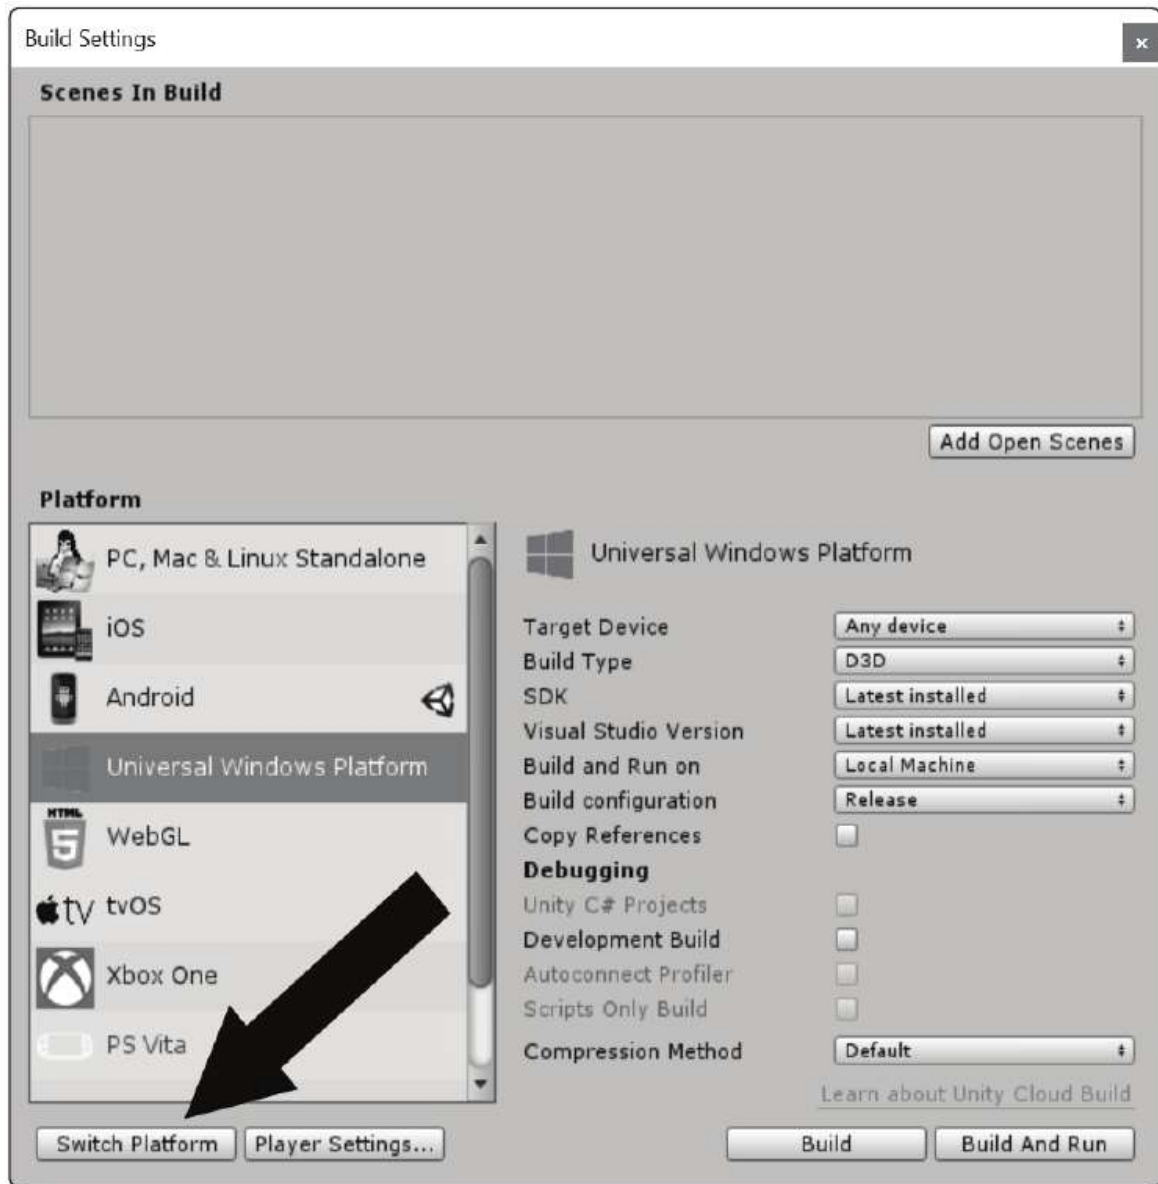 Build Settings
x
Scenes In Build
Add Open Scenes
Platform
PC, Mac & Linux Standalone
iOS
Android
Universal Windows Platform
HTML
5
WebGL
tv
tvOS
Xbox One
PS Vita
Universal Windows Platform
Target Device Any device
Build Type D3D
SDK Latest installed
Visual Studio Version Latest installed
Build and Run on Local Machine
Build configuration Release
Copy References
Debugging
Unity C# Projects
Development Build
Autoconnect Profiler
Scripts Only Build
Compression Method Default
Learn about Unity Cloud Build
Switch Platform Player Settings... Build Build And Run